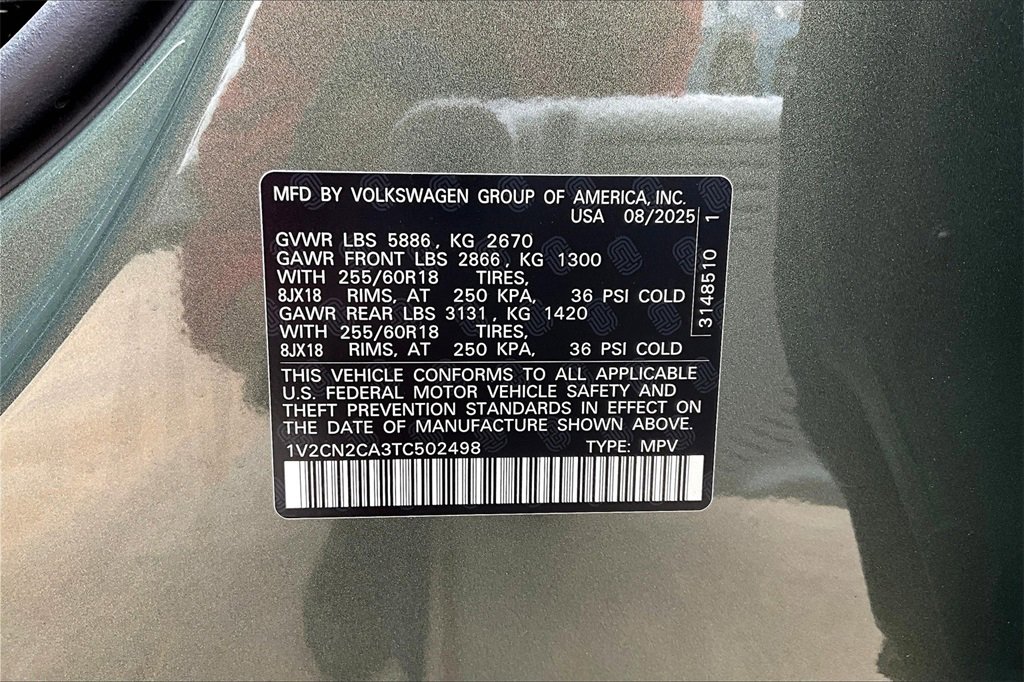 MFD BY VOLKSWAGEN GROUP OF AMERICA, INC.
USA 08/2025
GVWR LBS 5886, KG 2670
GAWR FRONT LBS 2866, KG 1300
WITH 255/60R18 TIRES,
8JX18 RIMS, AT 250 KPA, 36 PSI COLD
GAWR REAR LBS 3131, KG 1420
WITH 255/60R18 TIRES,
8JX18 RIMS, AT 250 KPA, 36 PSI COLD
3148510 1
THIS VEHICLE CONFORMS TO ALL APPLICABLE
U.S. FEDERAL MOTOR VEHICLE SAFETY AND
THEFT PREVENTION STANDARDS IN EFFECT ON
THE DATE OF MANUFACTURE SHOWN ABOVE.
1V2CN2CA3TC502498 TYPE: MPV